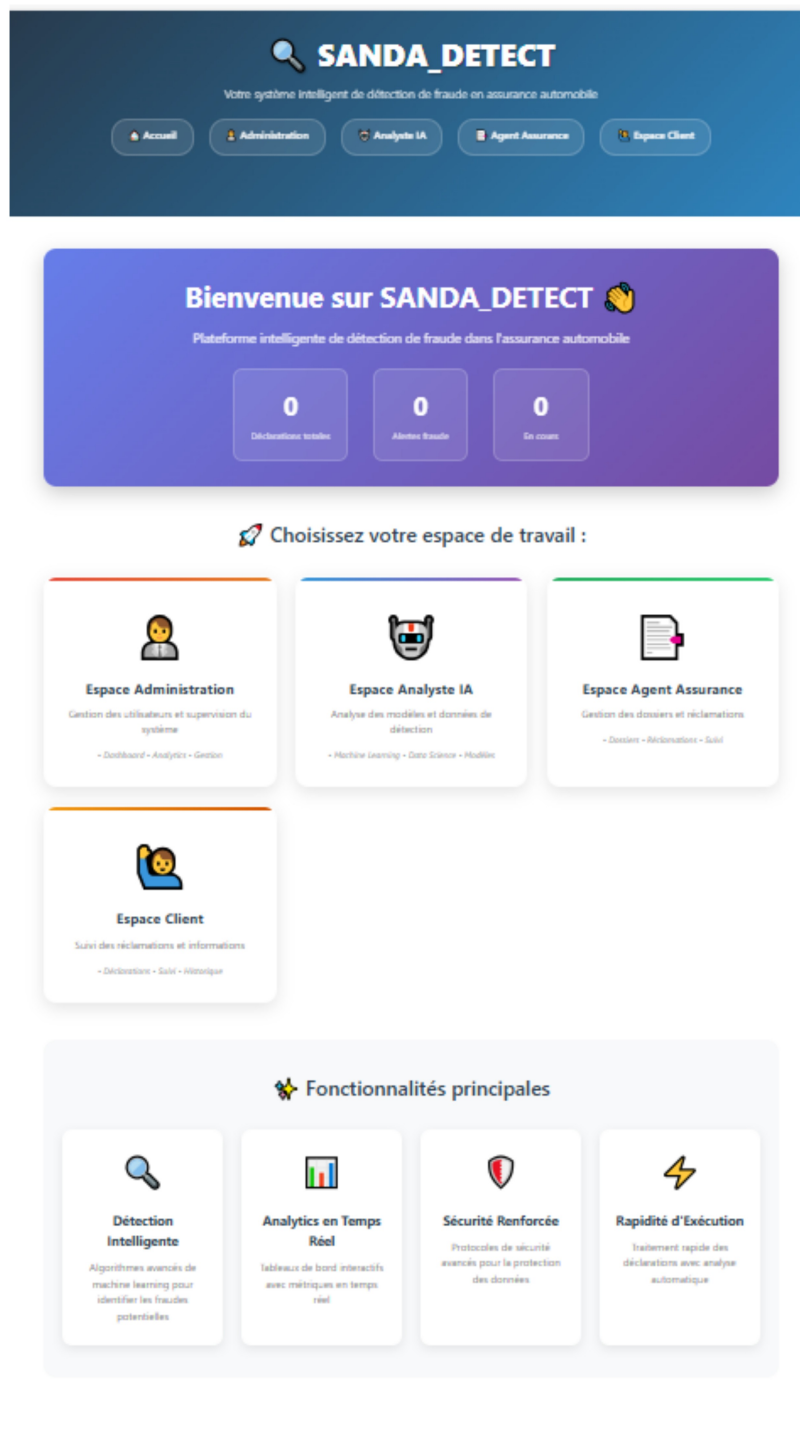 SANDA_DETECT
Votre système intelligent de détection de fraude en assurance automobile
Accueil
Administration
Analyste IA
Agent Assurance
Espace Client
Bienvenue sur SANDA_DETECT
Plateforme intelligente de détection de fraude dans l'assurance automobile
0
0
0
Déclarations totales
Alertes fraude
En cours
Choisissez votre espace de travail :
Espace Administration
Gestion des utilisateurs et supervision du
système
• Dashboard • Analytics • Gestion
Espace Analyste IA
Analyse des modèles et données de
détection
• Machine Learning • Data Science • Modèles
Espace Agent Assurance
Gestion des dossiers et réclamations
• Dossiers • Réclamations • Suivi
Espace Client
Suivi des réclamations et informations
• Déclarations • Suivi • Historique
Fonctionnalités principales
Détection
Intelligente
Algorithmes avancés de
machine learning pour
identifier les fraudes
potentielles
Analytics en Temps
Réel
Tableaux de bord interactifs
avec métriques en temps
réel
Sécurité Renforcée
Protocoles de sécurité
avancés pour la protection
des données
Rapidité d'Exécution
Traitement rapide des
déclarations avec analyse
automatique